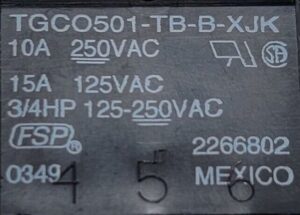 TGCO501-TB-B-XJK
10A 250VAC
15A 125VAC
3/4HP 125-250VAC
FSP® 2266802
0349 MEXICO
4 5 6